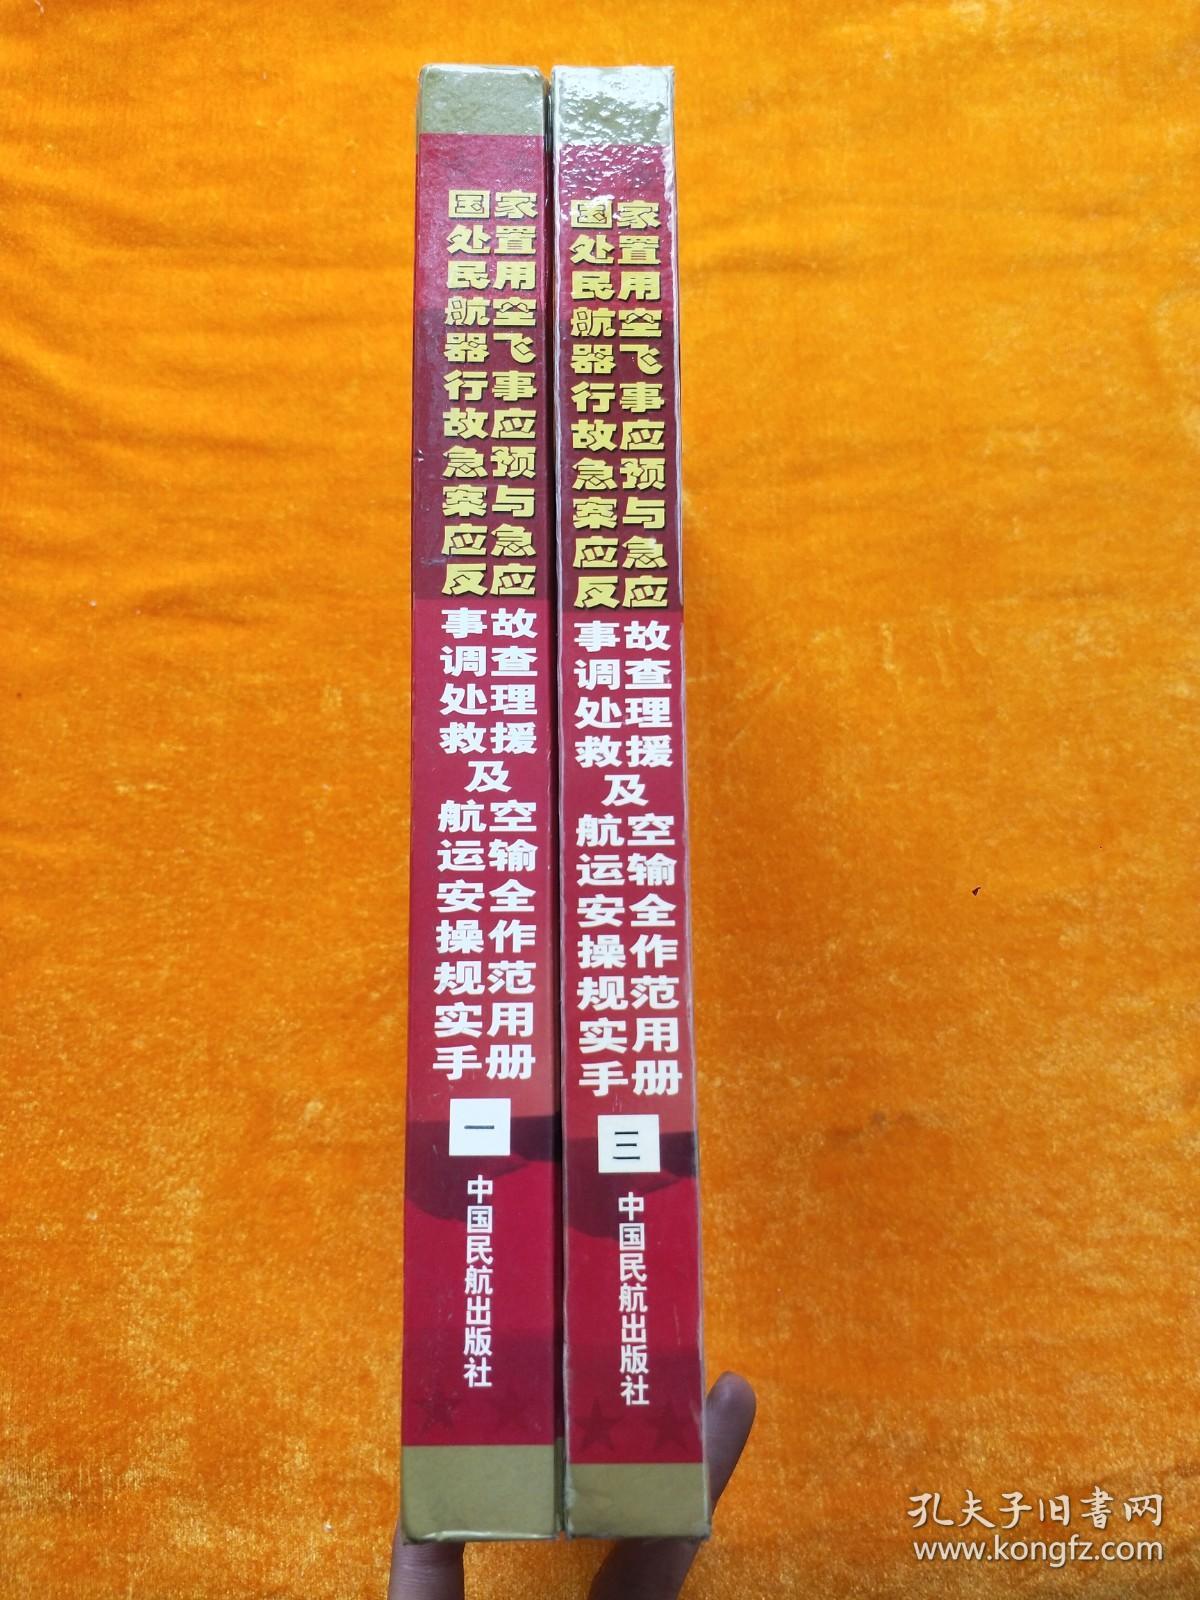 国家
处置
民用
航空
器飞
行事
故应
急预
案与
应急
反应
事故
调查
处理
救援
及
航空
运输
安全
操作
规范
实用
手册
一
中国民航出版社
国家
处置
民用
航空
器飞
行事
故应
急预
案与
应急
反应
事故
调查
处理
救援
及
航空
运输
安全
操作
规范
实用
手册
三
中国民航出版社
孔夫子旧書网
www.kongfz.com